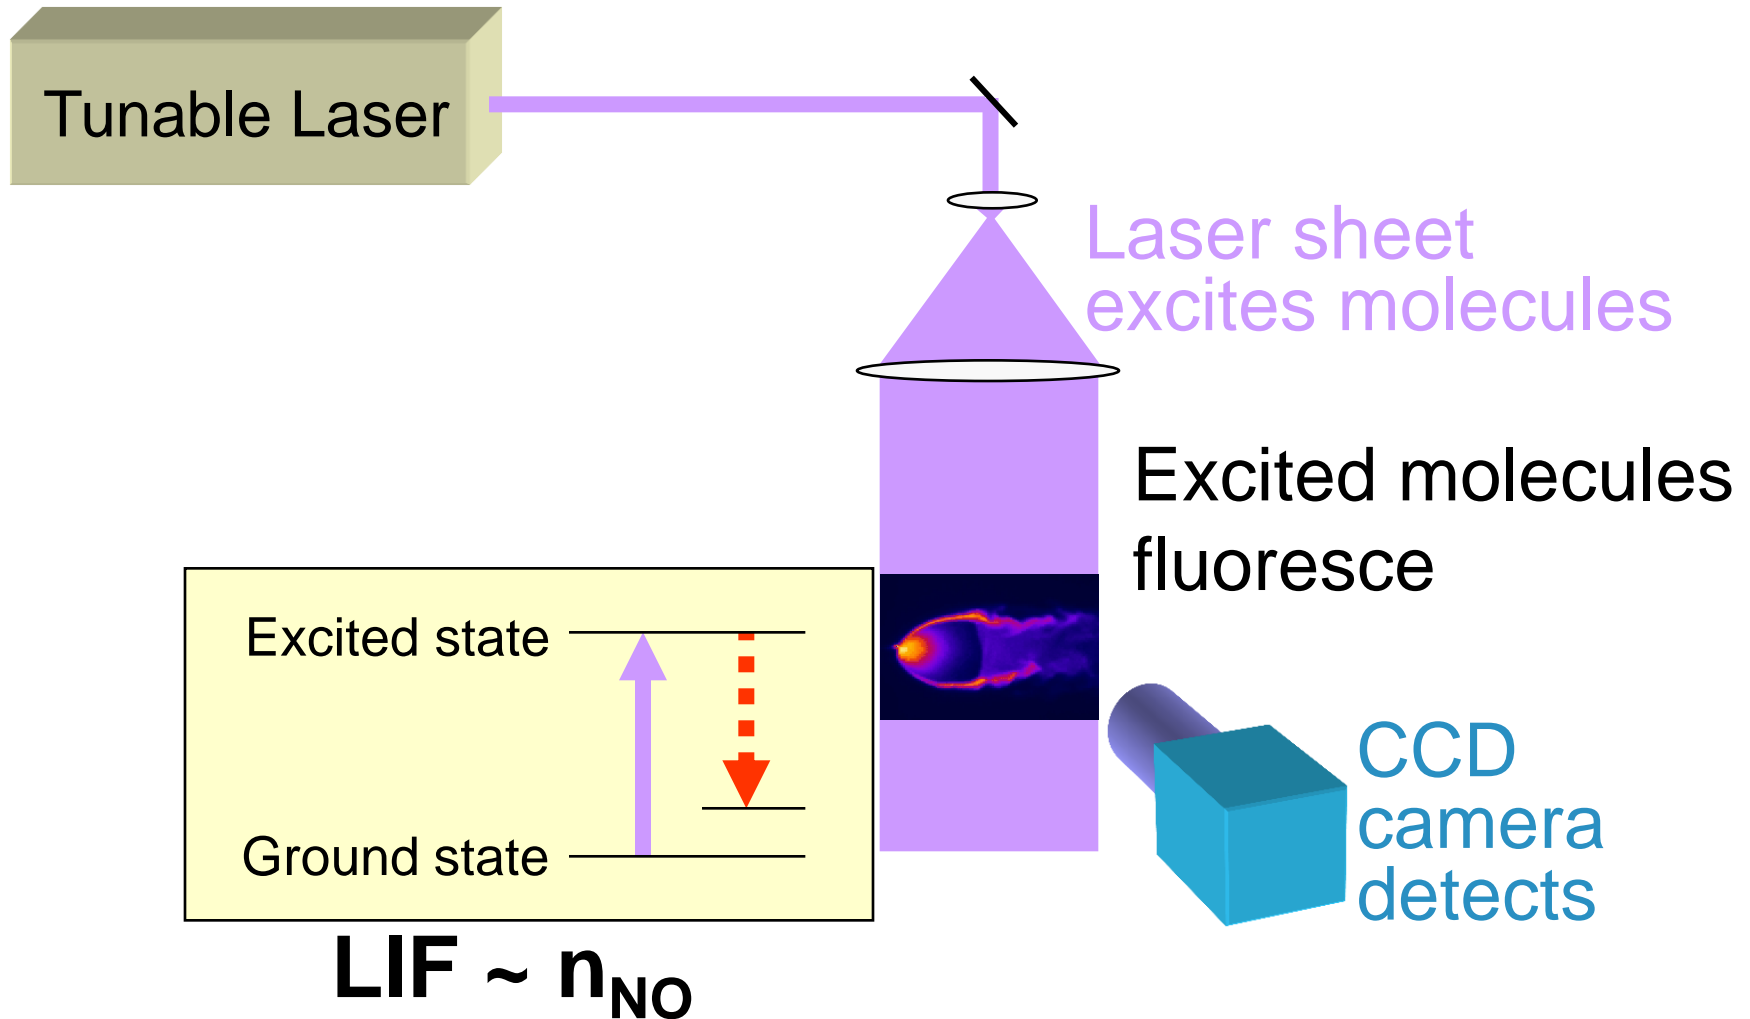 Tunable Laser
Laser sheet
excites molecules
Excited molecules
fluoresce
Excited state
Ground state
CCD
camera
detects
LIF ~ nNO